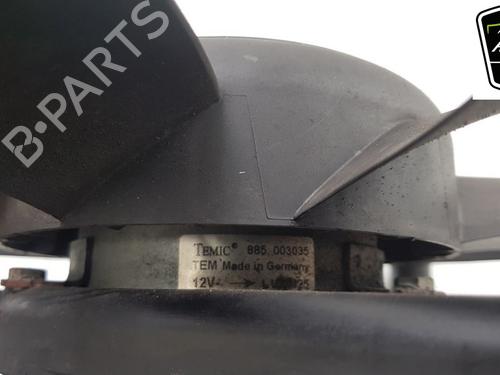 B-PARTS
TEMIC® 885. 003035
TEM Made in Germany
12V